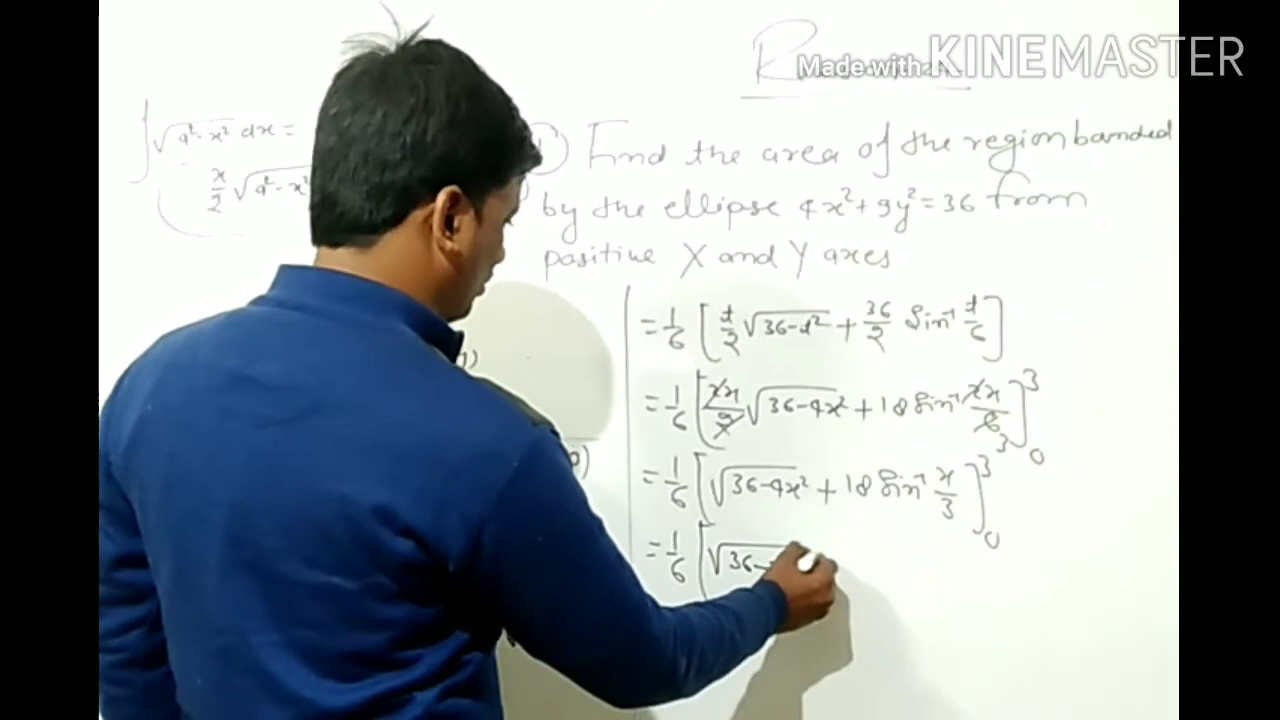 Made with KINEMASTER
∫√a²-x² dx =
x/2 √a²-x²
Find the area of the region bounded
by the ellipse 4x²+9y²=36 from
positive X and Y axes
= 1/6 [t/2 √36-t² + 36/2 Sin⁻¹ t/6]
= 1/6 [2x/2 √36-4x² + 18 Sin⁻¹ 2x/6]³₀
3
= 1/6 [√36-4x² + 18 Sin⁻¹ x/3]³₀
= 1/6 [√36-